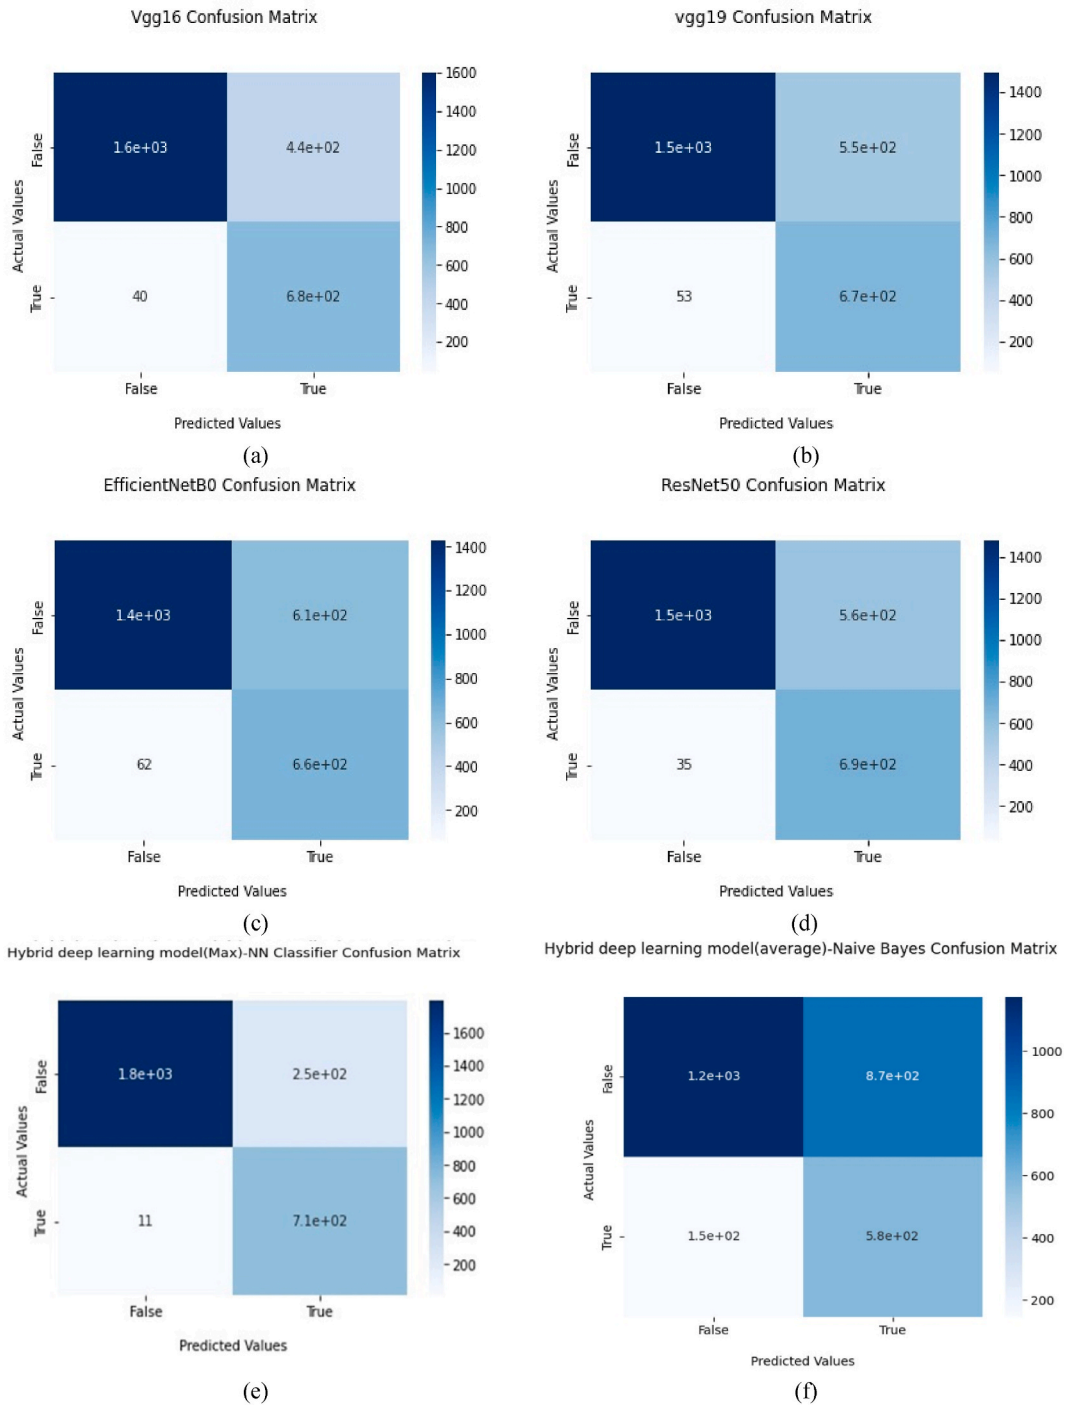 Vgg16 Confusion Matrix
1600
1400
1200
1000
800
600
400
200
False
1.6e+03
4.4e+02
Actual Values
True
40
6.8e+02
False
True
Predicted Values
(a)
vgg19 Confusion Matrix
1400
1200
1000
800
600
400
200
False
1.5e+03
5.5e+02
Actual Values
True
53
6.7e+02
False
True
Predicted Values
(b)
EfficientNetB0 Confusion Matrix
1400
1200
1000
800
600
400
200
False
1.4e+03
6.1e+02
Actual Values
True
62
6.6e+02
False
True
Predicted Values
(c)
ResNet50 Confusion Matrix
1400
1200
1000
800
600
400
200
False
1.5e+03
5.6e+02
Actual Values
True
35
6.9e+02
False
True
Predicted Values
(d)
Hybrid deep learning model(Max)-NN Classifier Confusion Matrix
1600
1400
1200
1000
800
600
400
200
False
1.8e+03
2.5e+02
Actual Values
True
11
7.1e+02
False
True
Predicted Values
(e)
Hybrid deep learning model(average)-Naive Bayes Confusion Matrix
1000
800
600
400
200
False
1.2e+03
8.7e+02
Actual Values
True
1.5e+02
5.8e+02
False
True
Predicted Values
(f)